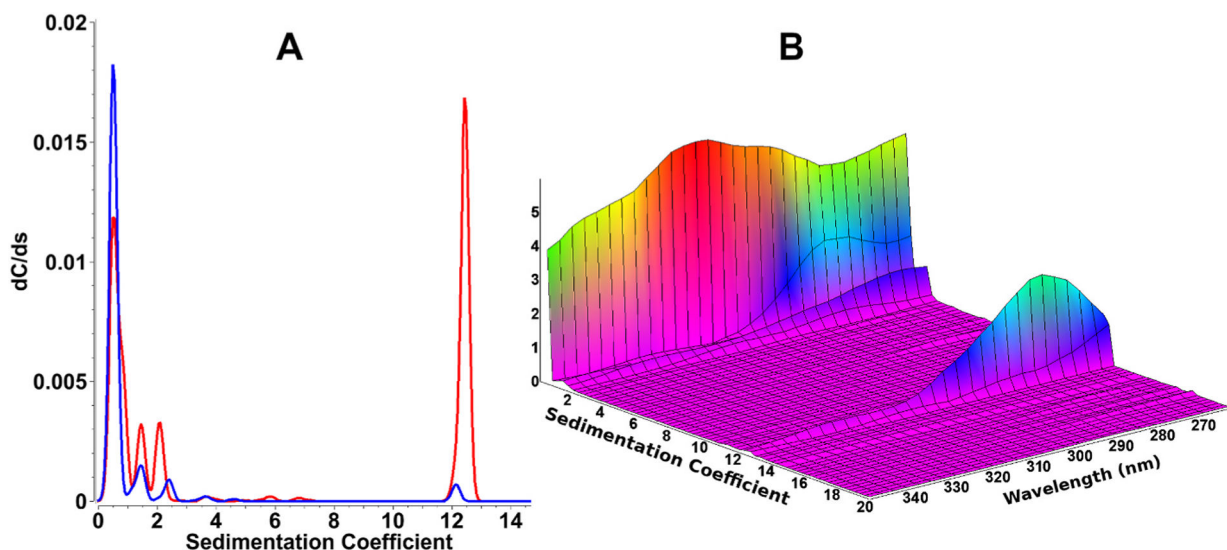 A
B
0.02
0.015
0.01
0.005
0
dC/ds
0 2 4 6 8 10 12 14
Sedimentation Coefficient
5
4
3
2
1
0
2 4 6 8 10 12 14 16 18 20
Sedimentation Coefficient
340 330 320 310 300 290 280 270
Wavelength (nm)